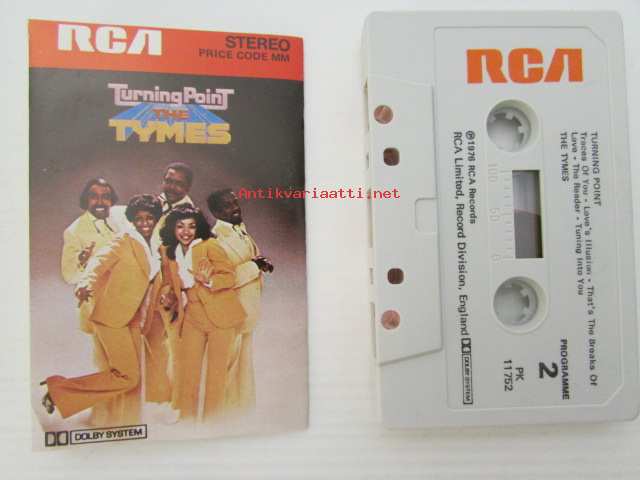 RCA
STEREO
PRICE CODE MM
Turning Point
THE
TYMES
DOLBY SYSTEM
Antikvariaatti.net
RCA
TURNING POINT
Traces Of You • Love's Illusion • That's The Breaks Of
Love • The Reader • Tuning Into You
THE TYMES
100 50 0
℗1976 RCA Records
RCA Limited, Record Division, England DOLBY SYSTEM
PROGRAMME
2
PK
11752